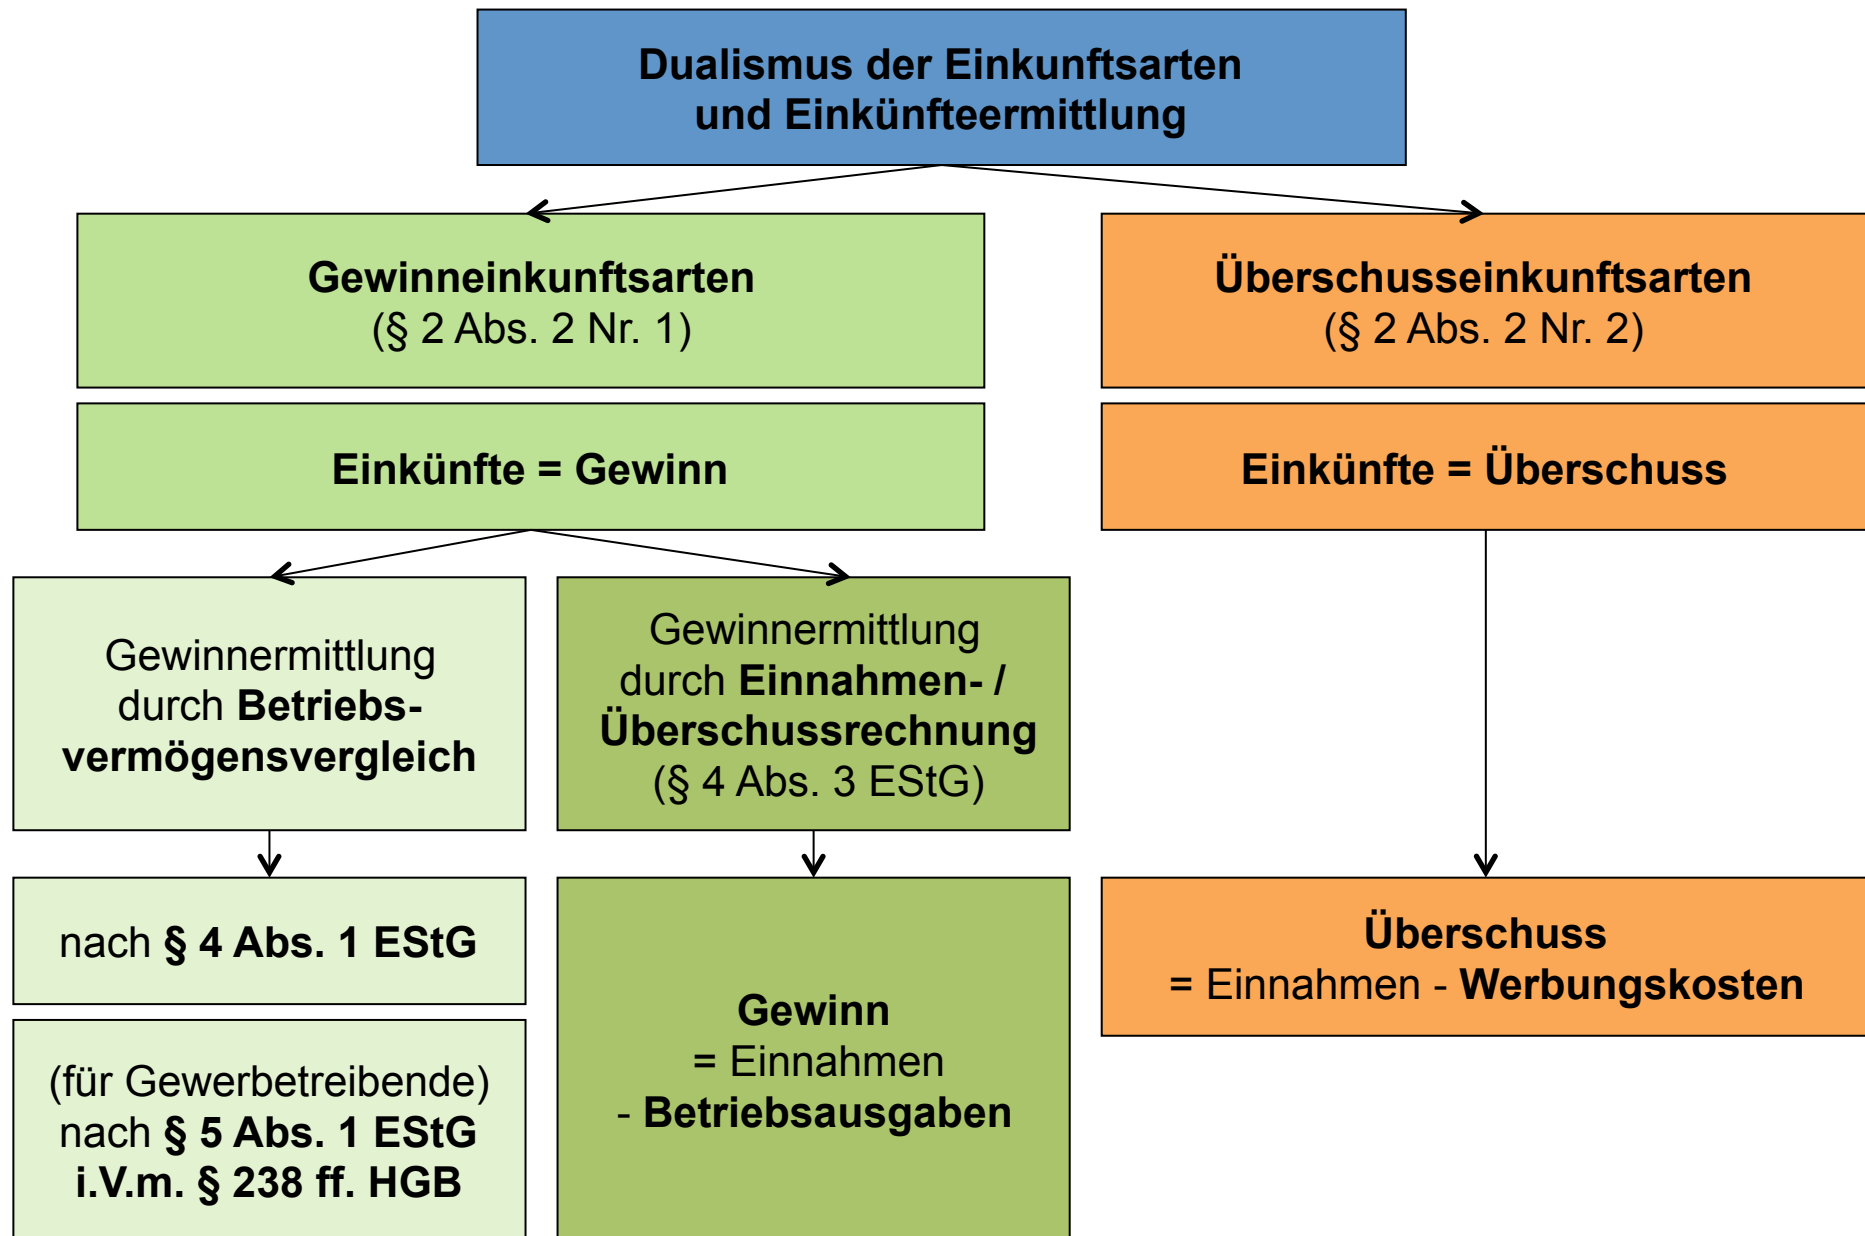 Dualismus der Einkunftsarten
und Einkünfteermittlung
Gewinneinkunftsarten
(§ 2 Abs. 2 Nr. 1)
Überschusseinkunftsarten
(§ 2 Abs. 2 Nr. 2)
Einkünfte = Gewinn
Einkünfte = Überschuss
Gewinnermittlung
durch Betriebs-
vermögensvergleich
Gewinnermittlung
durch Einnahmen- /
Überschussrechnung
(§ 4 Abs. 3 EStG)
nach § 4 Abs. 1 EStG
(für Gewerbetreibende)
nach § 5 Abs. 1 EStG
i.V.m. § 238 ff. HGB
Gewinn
= Einnahmen
- Betriebsausgaben
Überschuss
= Einnahmen - Werbungskosten